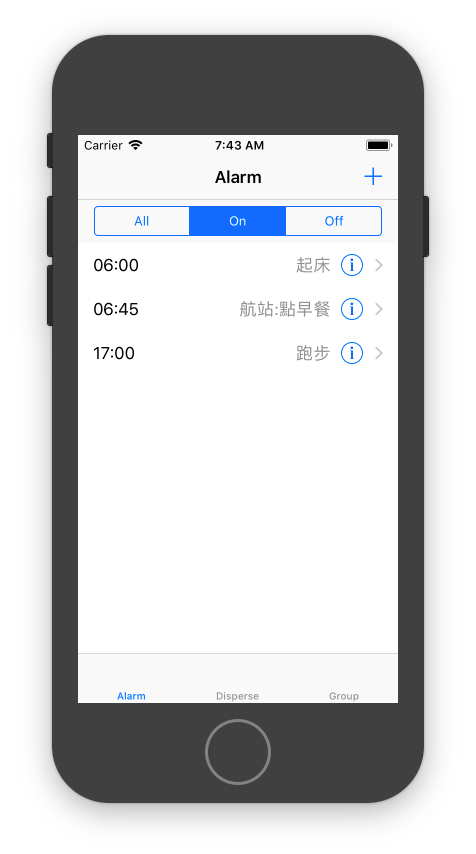 Carrier 7:43 AM
Alarm +
All On Off
06:00 起床
06:45 航站:點早餐
17:00 跑步
Alarm Disperse Group